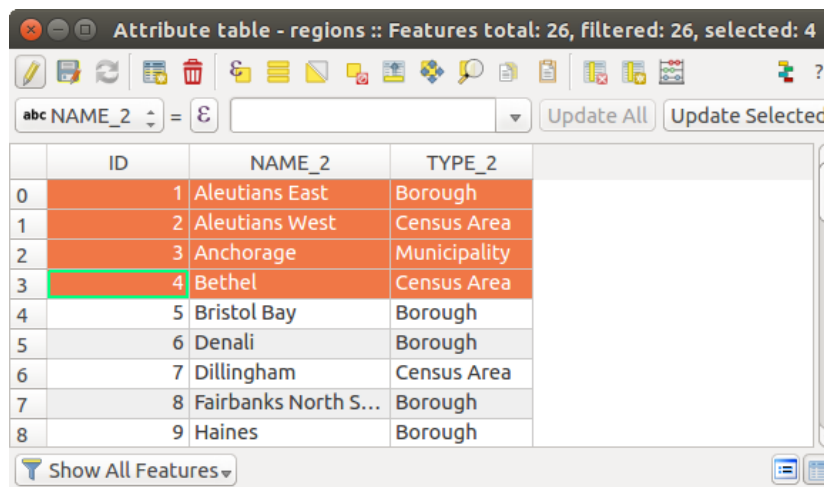 Attribute table - regions :: Features total: 26, filtered: 26, selected: 4
abc NAME_2 = ε Update All Update Selected
ID NAME_2 TYPE_2
0 1 Aleutians East Borough
1 2 Aleutians West Census Area
2 3 Anchorage Municipality
3 4 Bethel Census Area
4 5 Bristol Bay Borough
5 6 Denali Borough
6 7 Dillingham Census Area
7 8 Fairbanks North S... Borough
8 9 Haines Borough
Show All Features